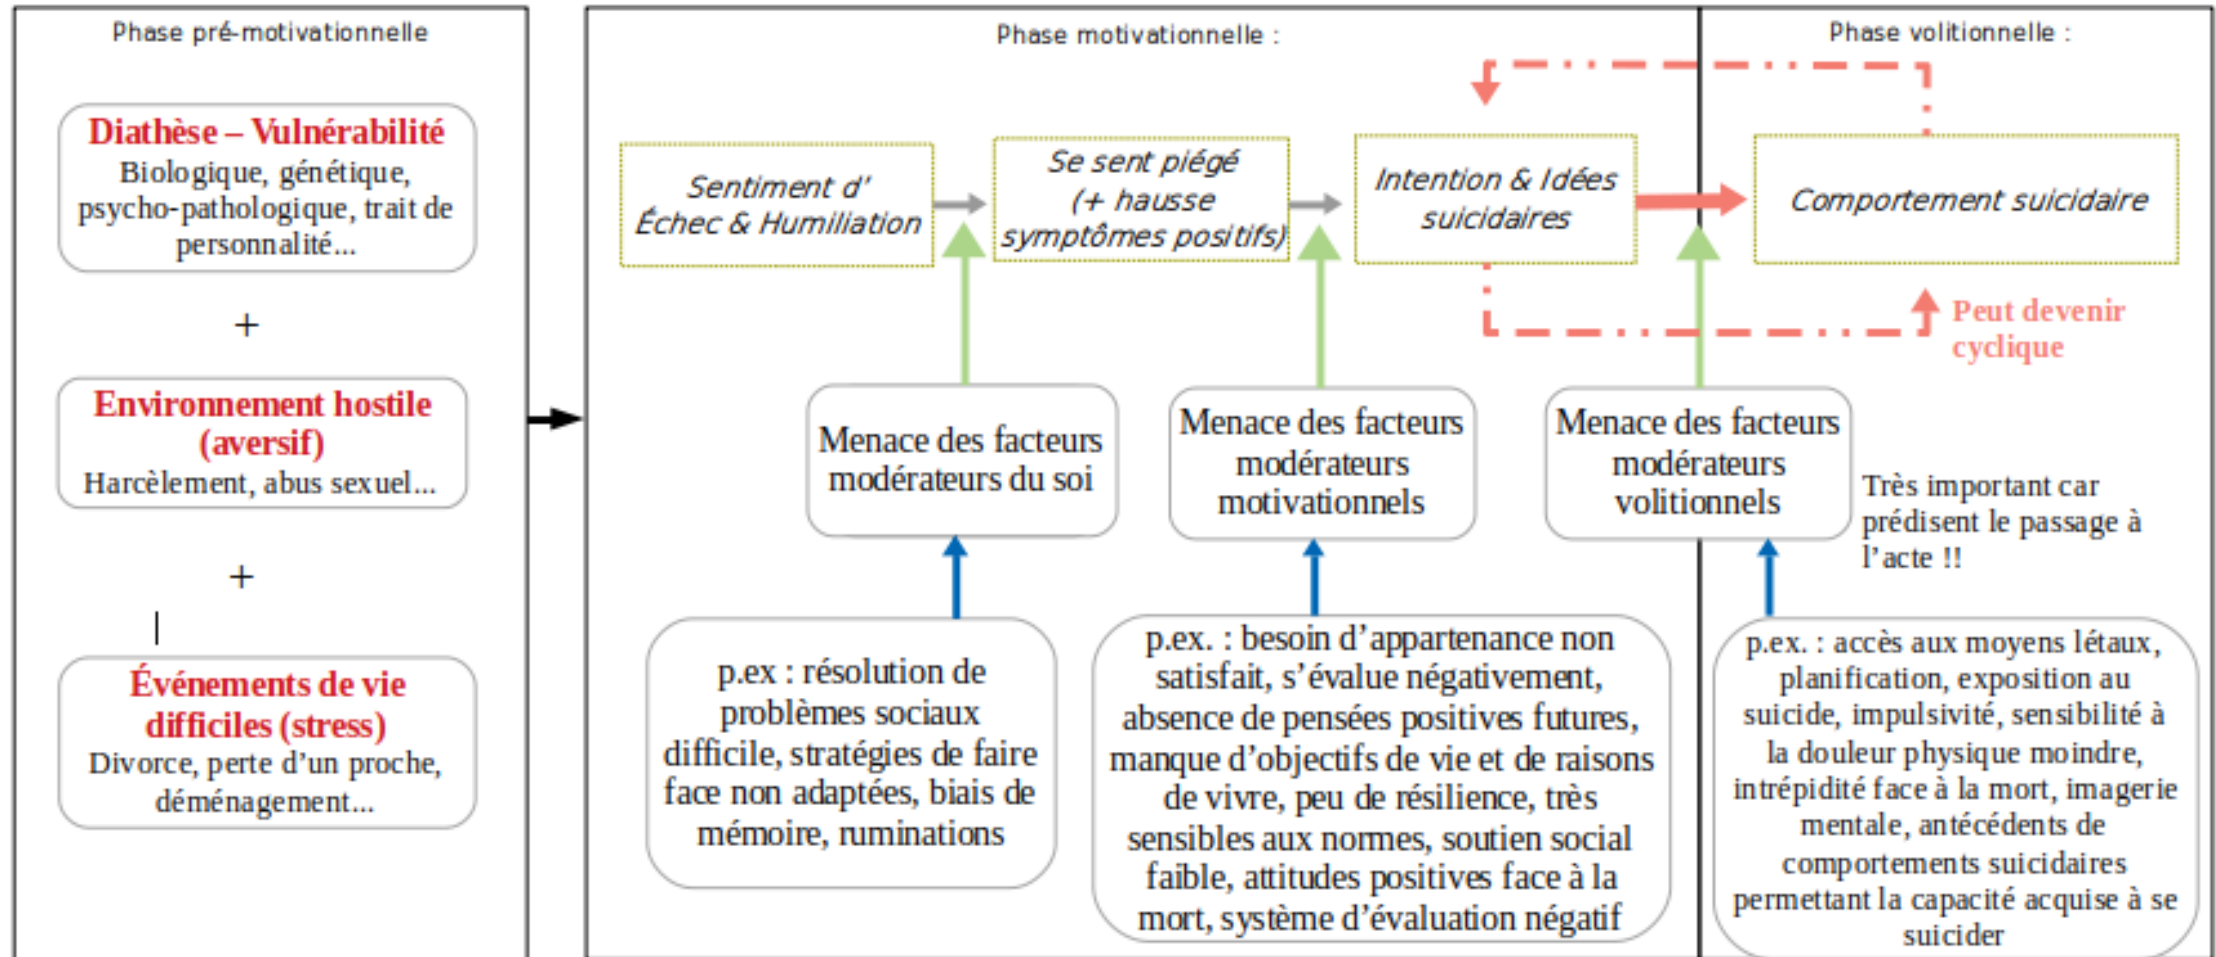 Phase pré-motivationnelle
Diathèse – Vulnérabilité
Biologique, génétique,
psycho-pathologique, trait de
personnalité...
+
Environnement hostile
(aversif)
Harcèlement, abus sexuel...
+
Événements de vie
difficiles (stress)
Divorce, perte d’un proche,
déménagement...
Phase motivationnelle :
Sentiment d'
Échec & Humiliation
Se sent piégé
(+ hausse
symptômes positifs)
Intention & Idées
suicidaires
Menace des facteurs
modérateurs du soi
Menace des facteurs
modérateurs
motivationnels
Menace des facteurs
modérateurs
volitionnels
p.ex : résolution de
problèmes sociaux
difficile, stratégies de faire
face non adaptées, biais de
mémoire, ruminations
p.ex. : besoin d’appartenance non
satisfait, s’évalue négativement,
absence de pensées positives futures,
manque d’objectifs de vie et de raisons
de vivre, peu de résilience, très
sensibles aux normes, soutien social
faible, attitudes positives face à la
mort, système d’évaluation négatif
Phase volitionnelle :
Comportement suicidaire
Peut devenir
cyclique
Très important car
prédisent le passage à
l’acte !!
p.ex. : accès aux moyens létaux,
planification, exposition au
suicide, impulsivité, sensibilité à
la douleur physique moindre,
intrépidité face à la mort, imagerie
mentale, antécédents de
comportements suicidaires
permettant la capacité acquise à se
suicider